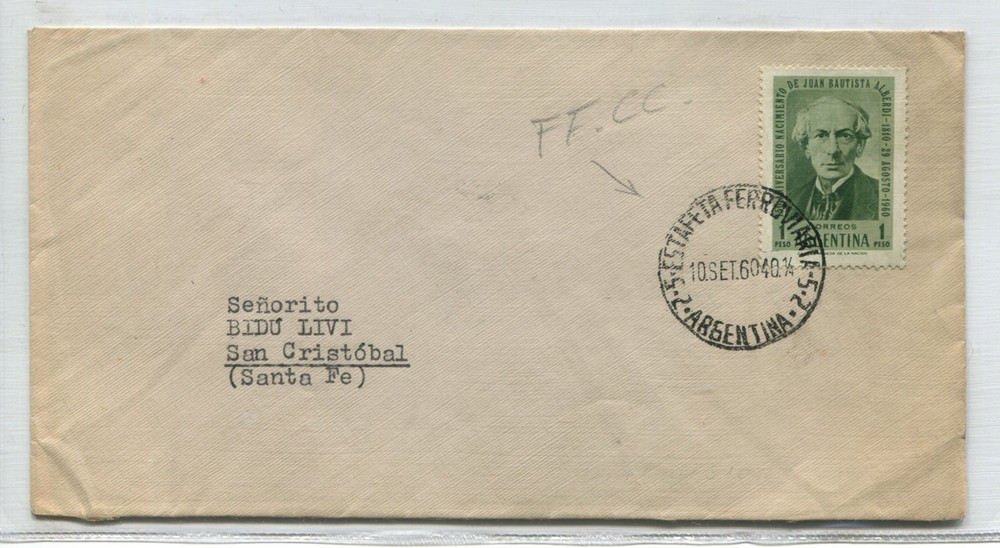 FF.CC.
ANIVERSARIO NACIMIENTO DE JUAN BAUTISTA ALBERDI-1810-29 AGOSTO-1960
CORREOS
1 ARGENTINA 1
PESO PESO
ESTAFETA FERROVIARIA
10.SET.60
ARGENTINA
Señorito
BIDÚ LIVI
San Cristóbal
(Santa Fe)